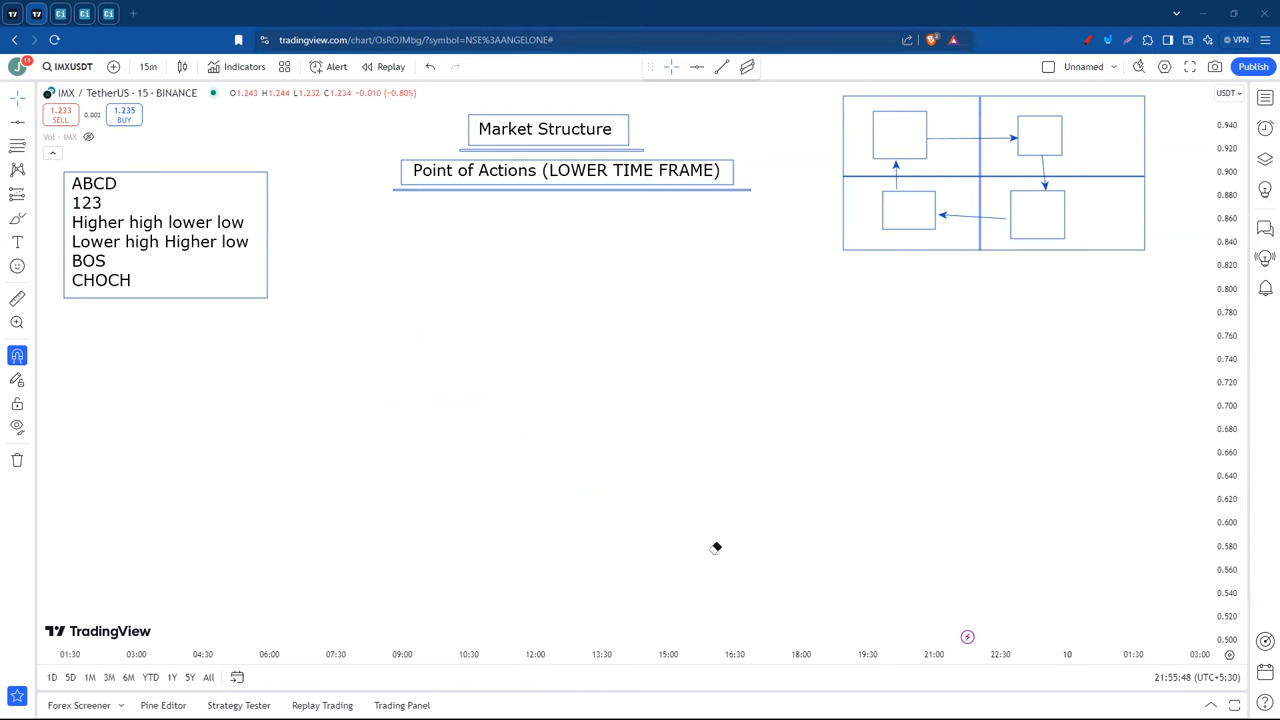 tradingview.com/chart/OsROJMbg/?symbol=NSE%3AANGELONE#
VPN
J
11
IMXUSDT
15m
Indicators
Alert
Replay
Unnamed
Publish
IMX / TetherUS · 15 · BINANCE
O1.243 H1.244 L1.232 C1.234 -0.010 (-0.80%)
USDT
1.233
SELL
0.002
1.235
BUY
Vol · IMX
Market Structure
Point of Actions (LOWER TIME FRAME)
ABCD
123
Higher high lower low
Lower high Higher low
BOS
CHOCH
0.940
0.920
0.900
0.880
0.860
0.840
0.820
0.800
0.780
0.760
0.740
0.720
0.700
0.680
0.660
0.640
0.620
0.600
0.580
0.560
0.540
0.520
0.500
TradingView
01:30 03:00 04:30 06:00 07:30 09:00 10:30 12:00 13:30 15:00 16:30 18:00 19:30 21:00 22:30 10 01:30 03:00
1D 5D 1M 3M 6M YTD 1Y 5Y All
21:55:48 (UTC+5:30)
Forex Screener Pine Editor Strategy Tester Replay Trading Trading Panel